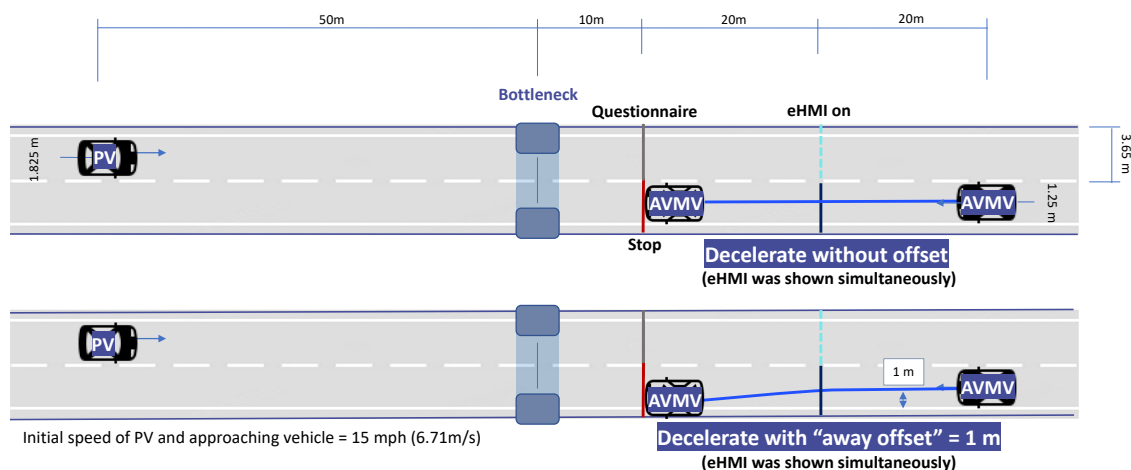 50m
10m
20m
20m
Bottleneck
Questionnaire
eHMI on
1.825 m
PV
AVMV
AVMV
1.25 m
3.65 m
Stop
Decelerate without offset
(eHMI was shown simultaneously)
PV
1 m
AVMV
AVMV
Initial speed of PV and approaching vehicle = 15 mph (6.71m/s)
Decelerate with “away offset” = 1 m
(eHMI was shown simultaneously)